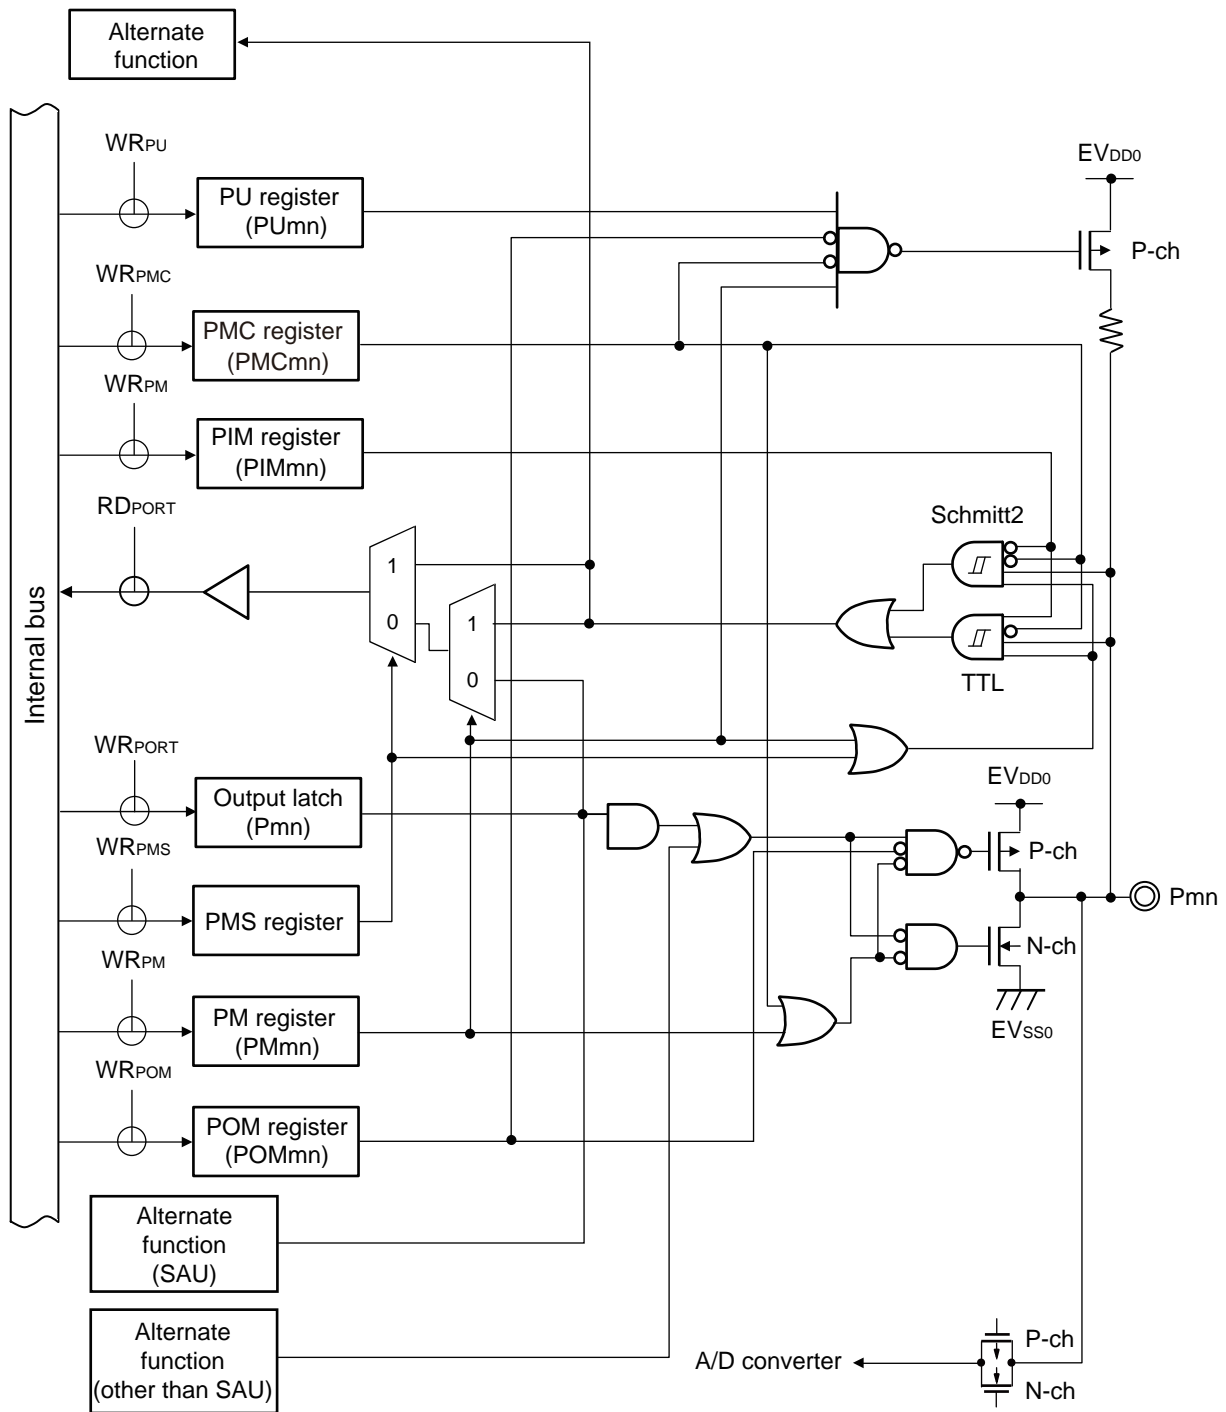 Alternate
function
WRPU
PU register
(PUmn)
EVDD0
P-ch
WRPMC
PMC register
(PMCmn)
WRPM
PIM register
(PIMmn)
RDPORT
Schmitt2
1
0
1
0
TTL
Internal bus
WRPORT
Output latch
(Pmn)
EVDD0
P-ch
WRPMS
PMS register
Pmn
N-ch
WRPM
PM register
(PMmn)
EVSS0
WRPOM
POM register
(POMmn)
Alternate
function
(SAU)
Alternate
function
(other than SAU)
A/D converter
P-ch
N-ch